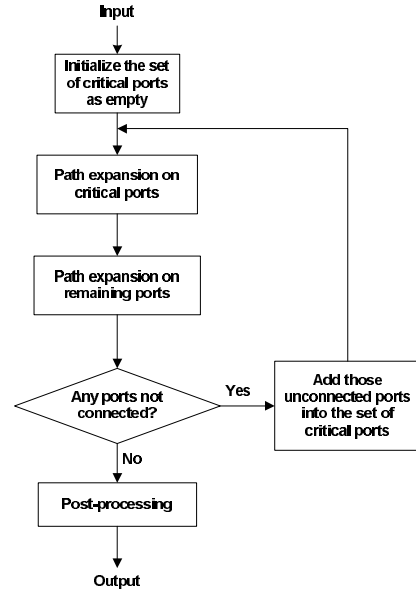 Input
Initialize the set
of critical ports
as empty
Path expansion on
critical ports
Path expansion on
remaining ports
Any ports not
connected?
Yes
Add those
unconnected ports
into the set of
critical ports
No
Post-processing
Output